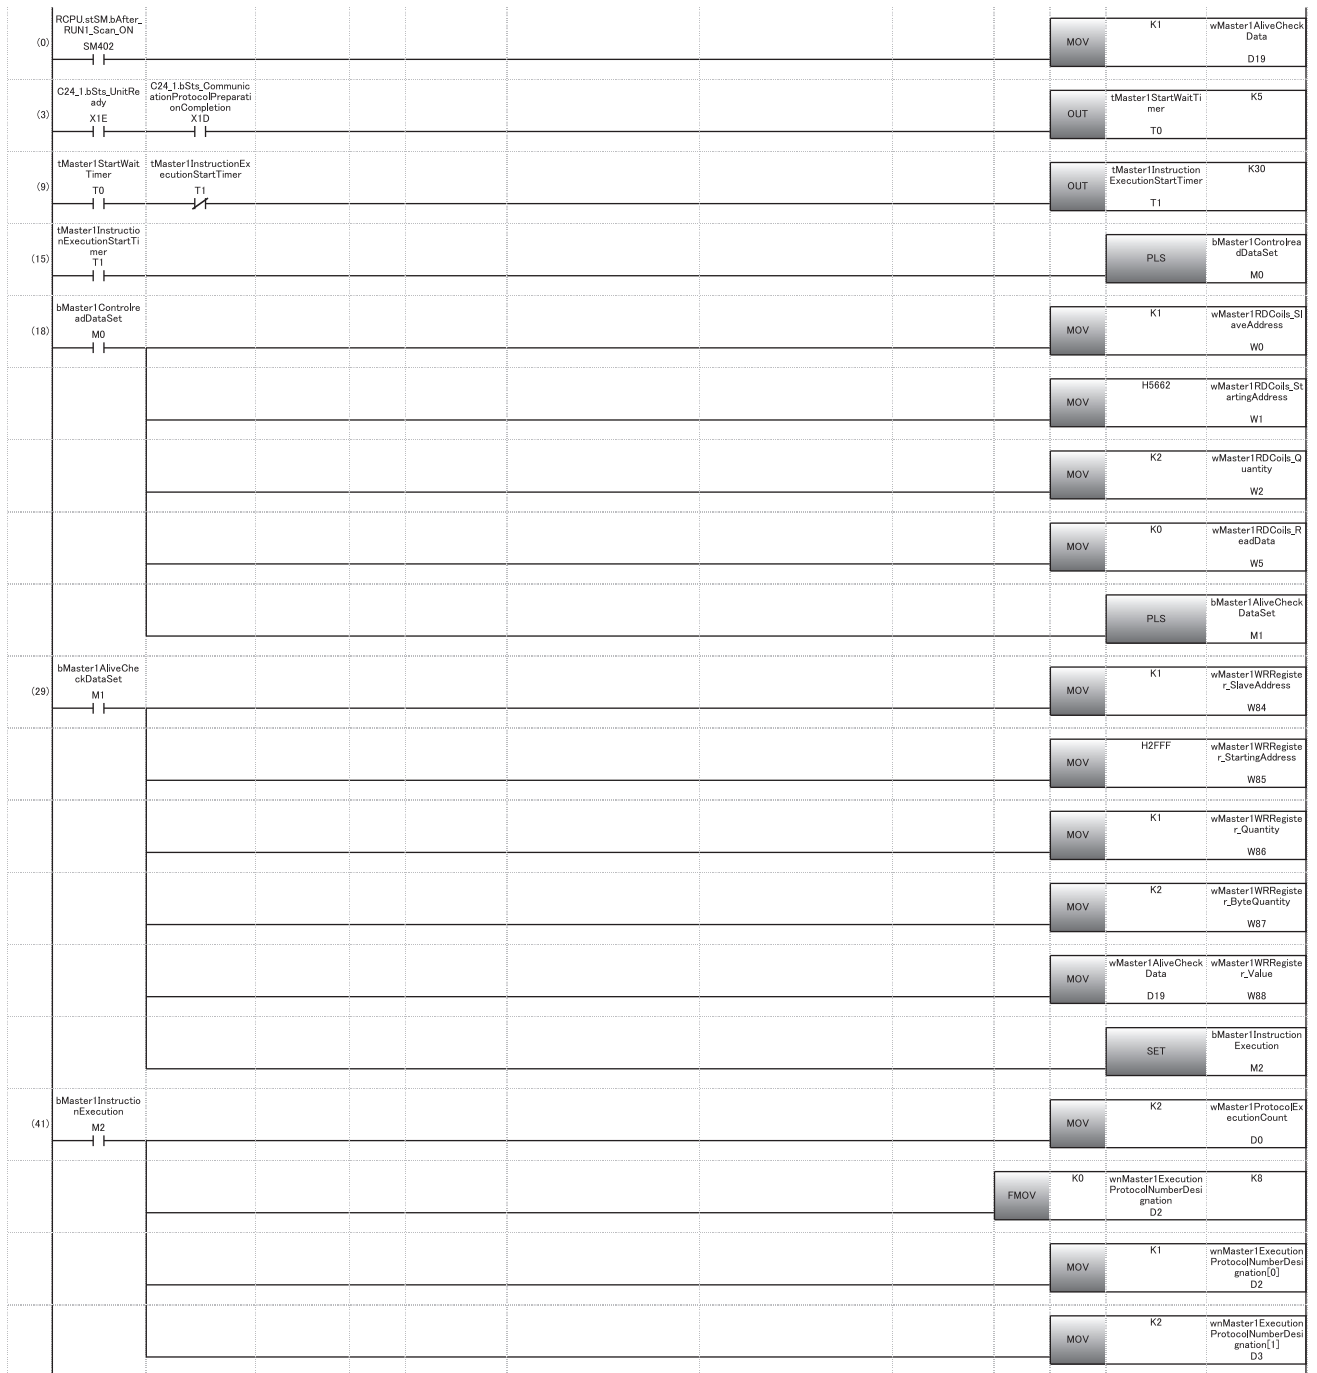 RCPU.stSM.bAfter_
RUN1_Scan_ON
(0)
SM402
MOV
K1
wMaster1AliveCheck
Data
D19
C24_1.bSts_UnitRe
ady
C24_1.bSts_Communic
ationProtocolPreparati
onCompletion
(3)
X1E
X1D
OUT
tMaster1StartWaitTi
mer
T0
K5
tMaster1StartWait
Timer
tMaster1InstructionEx
ecutionStartTimer
(9)
T0
T1
OUT
tMaster1Instruction
ExecutionStartTimer
T1
K30
tMaster1Instructio
nExecutionStartTi
mer
(15)
T1
PLS
bMaster1Controlrea
dDataSet
M0
bMaster1Controlre
adDataSet
(18)
M0
MOV
K1
wMaster1RDCoils_Sl
aveAddress
W0
MOV
H5662
wMaster1RDCoils_St
artingAddress
W1
MOV
K2
wMaster1RDCoils_Q
uantity
W2
MOV
K0
wMaster1RDCoils_R
eadData
W5
PLS
bMaster1AliveCheck
DataSet
M1
bMaster1AliveChe
ckDataSet
(29)
M1
MOV
K1
wMaster1WRRegiste
r_SlaveAddress
W84
MOV
H2FFF
wMaster1WRRegiste
r_StartingAddress
W85
MOV
K1
wMaster1WRRegiste
r_Quantity
W86
MOV
K2
wMaster1WRRegiste
r_ByteQuantity
W87
MOV
wMaster1AliveCheck
Data
D19
wMaster1WRRegiste
r_Value
W88
SET
bMaster1Instruction
Execution
M2
bMaster1Instructio
nExecution
(41)
M2
MOV
K2
wMaster1ProtocolEx
ecutionCount
D0
FMOV
K0
wnMaster1Execution
ProtocolNumberDesi
gnation
D2
K8
MOV
K1
wnMaster1Execution
ProtocolNumberDesi
gnation[0]
D2
MOV
K2
wnMaster1Execution
ProtocolNumberDesi
gnation[1]
D3